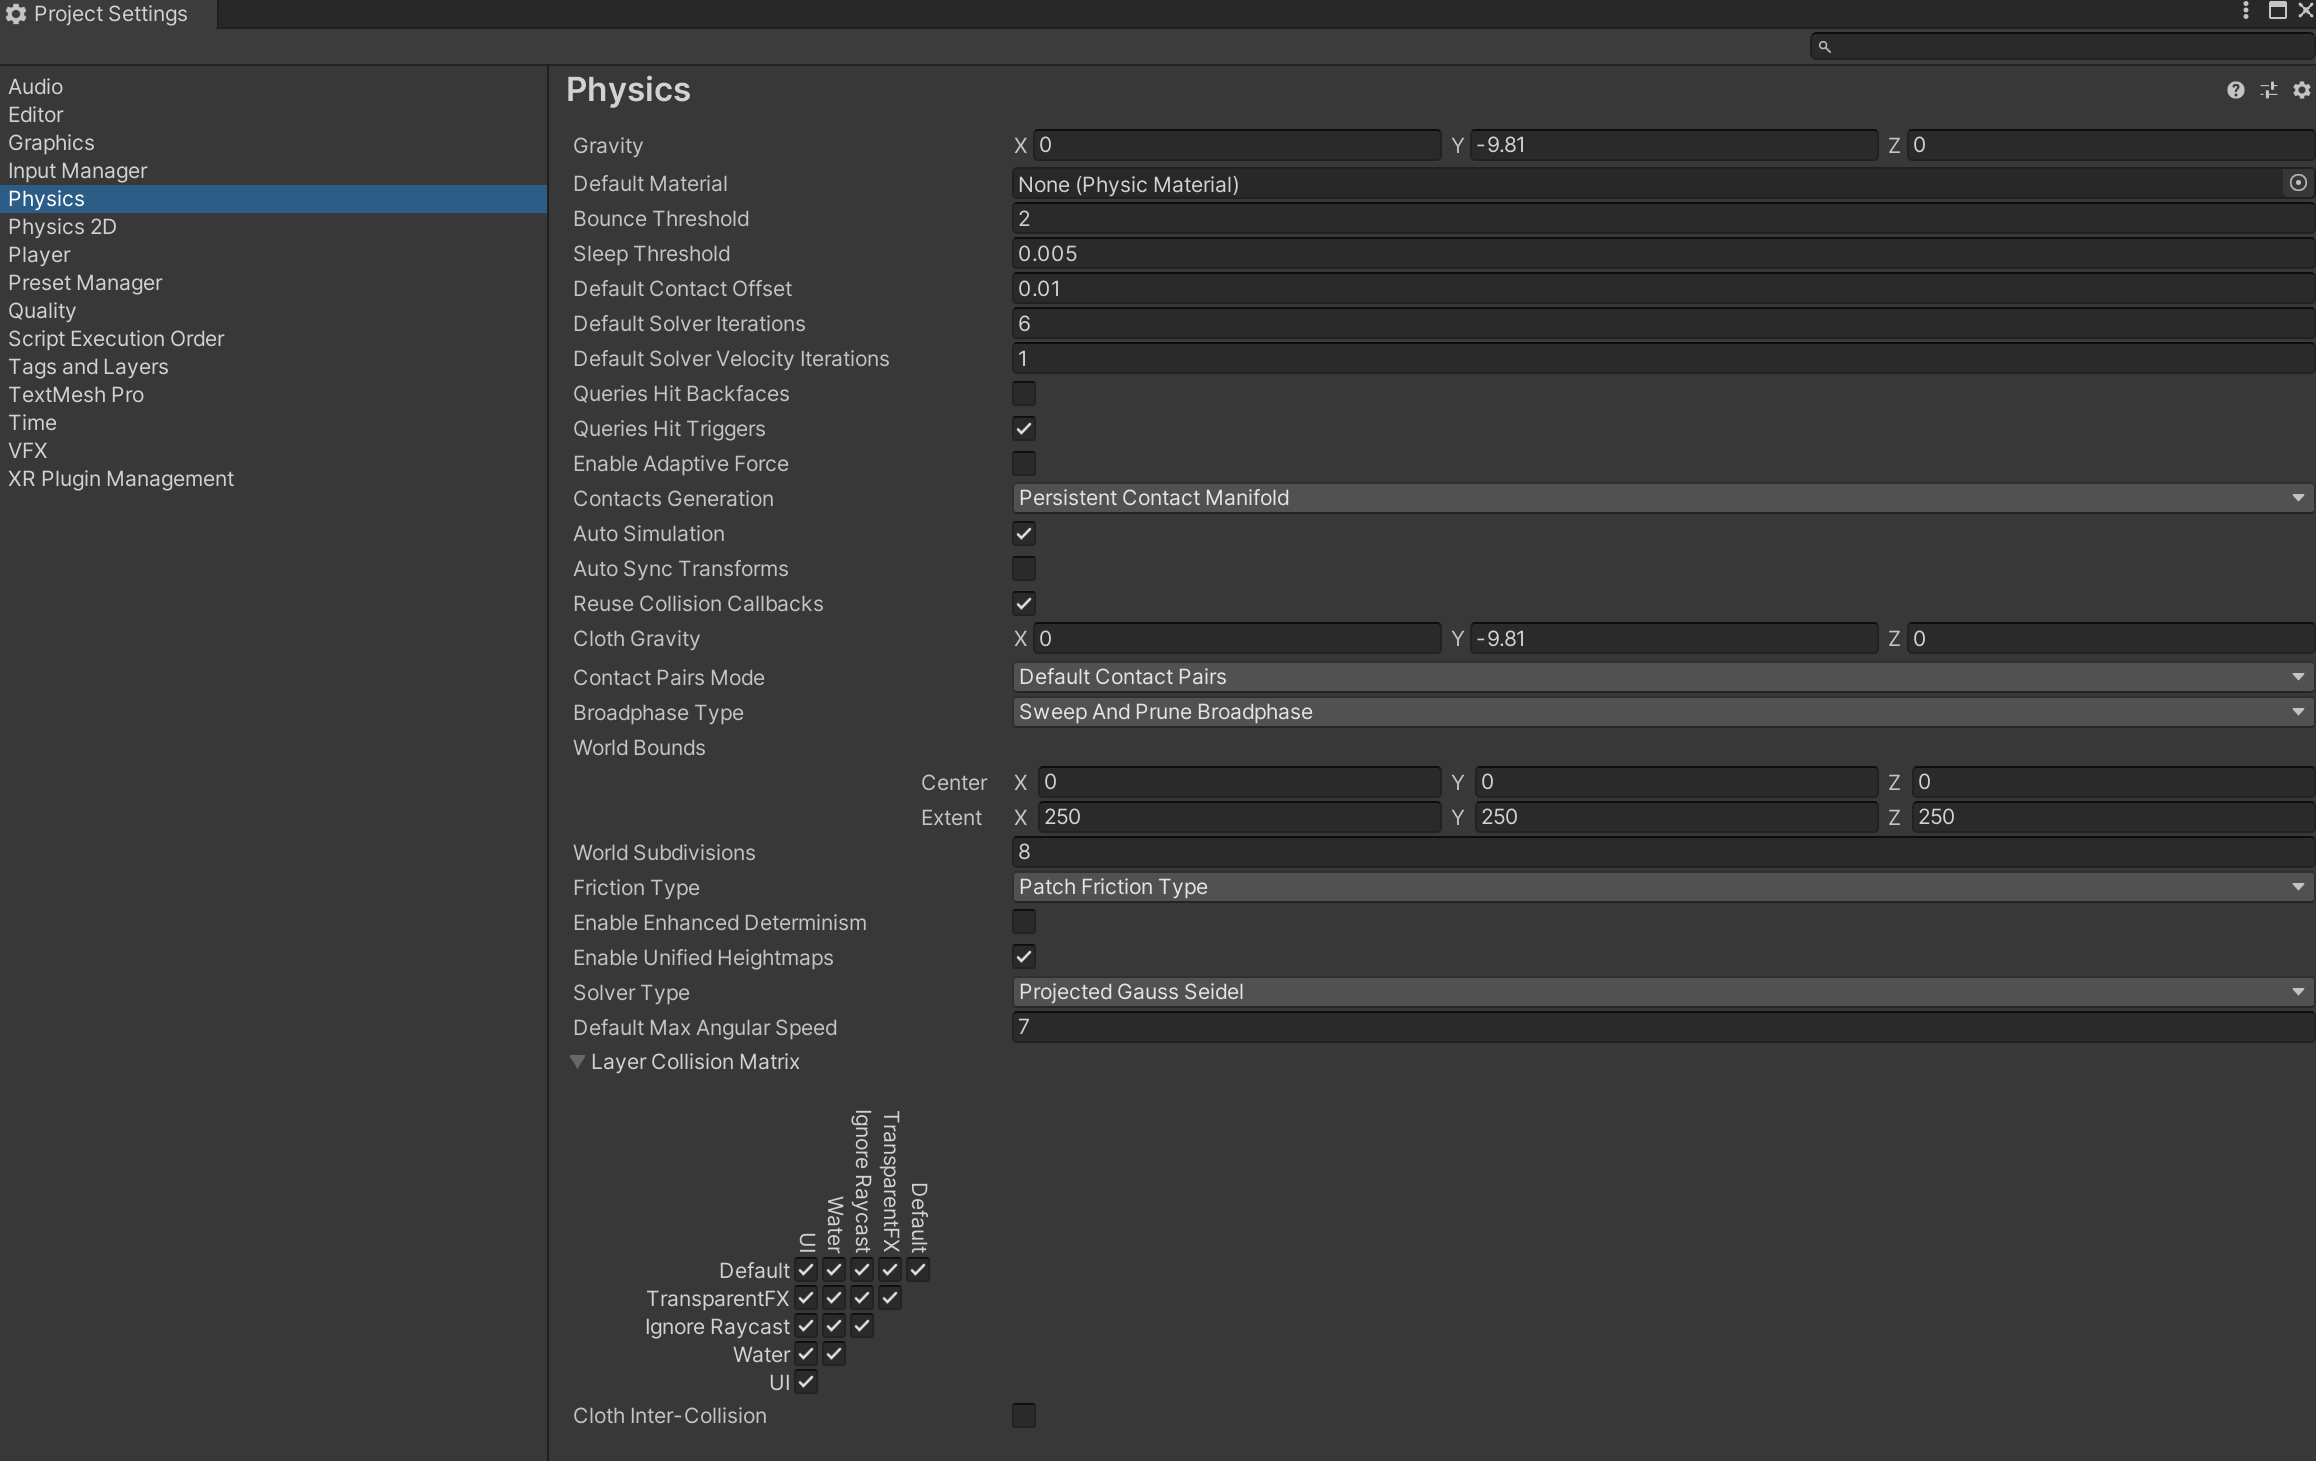 Project Settings
Audio
Editor
Graphics
Input Manager
Physics
Physics 2D
Player
Preset Manager
Quality
Script Execution Order
Tags and Layers
TextMesh Pro
Time
VFX
XR Plugin Management
Physics
Gravity X 0 Y -9.81 Z 0
Default Material None (Physic Material)
Bounce Threshold 2
Sleep Threshold 0.005
Default Contact Offset 0.01
Default Solver Iterations 6
Default Solver Velocity Iterations 1
Queries Hit Backfaces
Queries Hit Triggers
Enable Adaptive Force
Contacts Generation Persistent Contact Manifold
Auto Simulation
Auto Sync Transforms
Reuse Collision Callbacks
Cloth Gravity X 0 Y -9.81 Z 0
Contact Pairs Mode Default Contact Pairs
Broadphase Type Sweep And Prune Broadphase
World Bounds
Center X 0 Y 0 Z 0
Extent X 250 Y 250 Z 250
World Subdivisions 8
Friction Type Patch Friction Type
Enable Enhanced Determinism
Enable Unified Heightmaps
Solver Type Projected Gauss Seidel
Default Max Angular Speed 7
Layer Collision Matrix
UI
Water
Ignore Raycast
TransparentFX
Default
Default
TransparentFX
Ignore Raycast
Water
UI
Cloth Inter-Collision